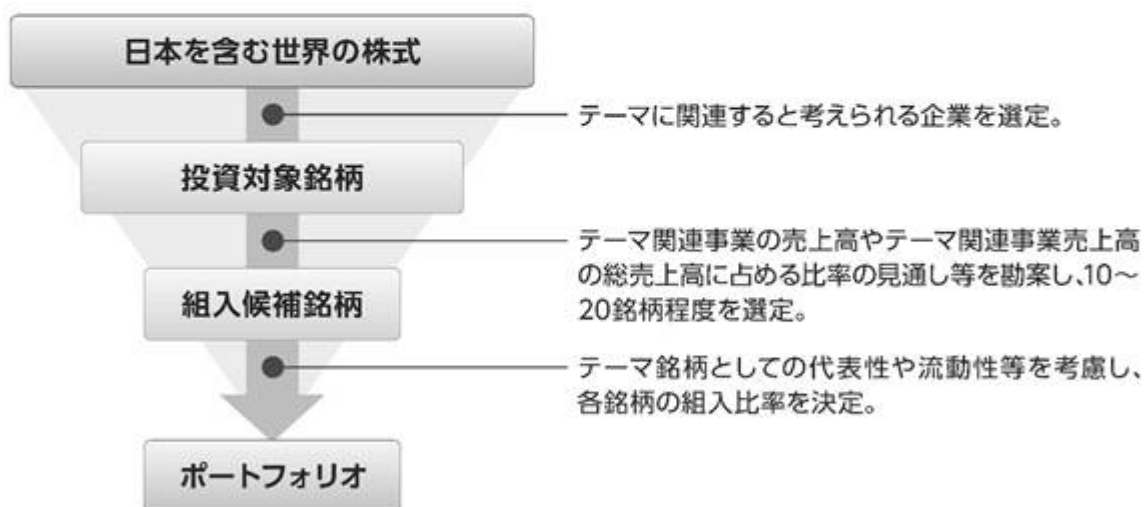 日本を含む世界の株式
テーマに関連すると考えられる企業を選定。
投資対象銘柄
テーマ関連事業の売上高やテーマ関連事業売上高
の総売上高に占める比率の見通し等を勘案し、10～
20銘柄程度を選定。
組入候補銘柄
テーマ銘柄としての代表性や流動性等を考慮し、
各銘柄の組入比率を決定。
ポートフォリオ